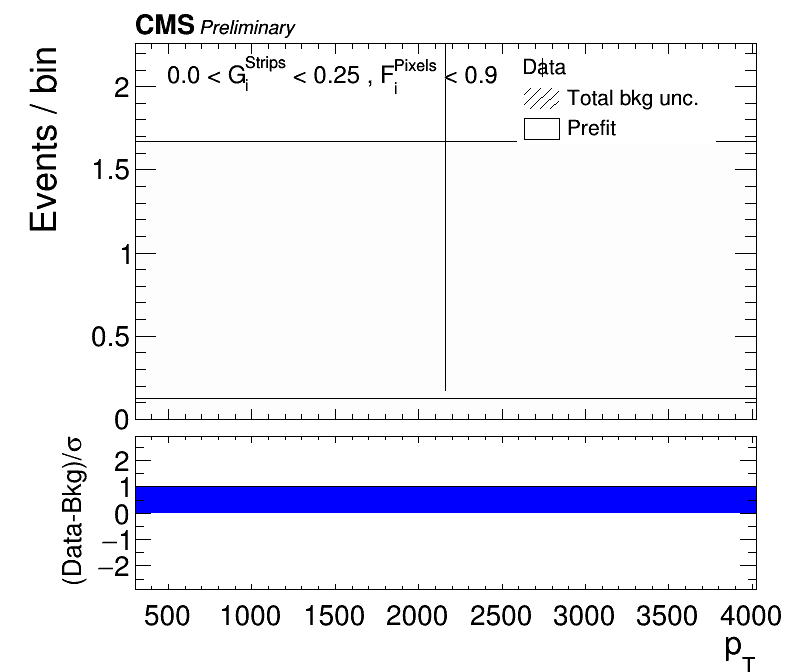 CMS Preliminary
0.0 < G_i^Strips < 0.25 , F_i^Pixels < 0.9
Data
Total bkg unc.
Prefit
Events / bin
2
1.5
1
0.5
0
(Data-Bkg)/σ
2
1
0
−1
−2
500 1000 1500 2000 2500 3000 3500 4000
p_T